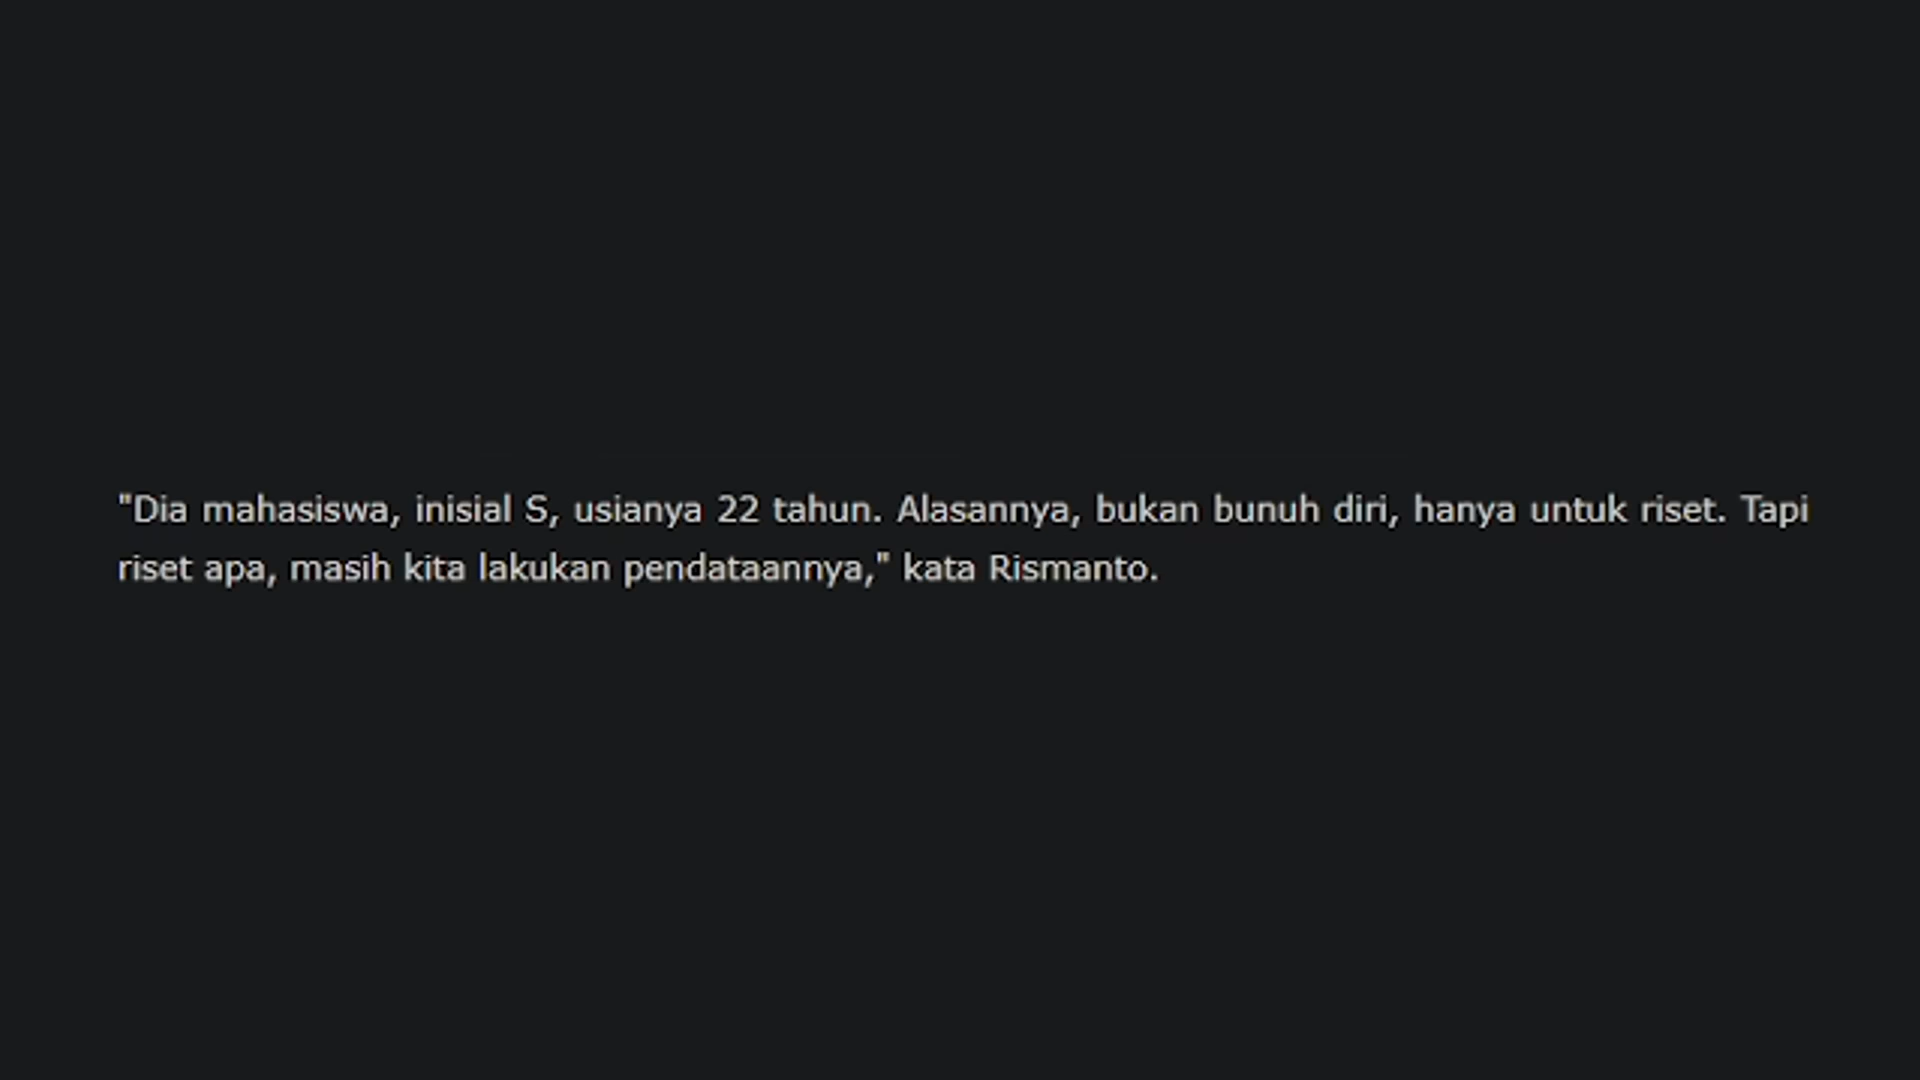 "Dia mahasiswa, inisial S, usianya 22 tahun. Alasannya, bukan bunuh diri, hanya untuk riset. Tapi
riset apa, masih kita lakukan pendataannya," kata Rismanto.